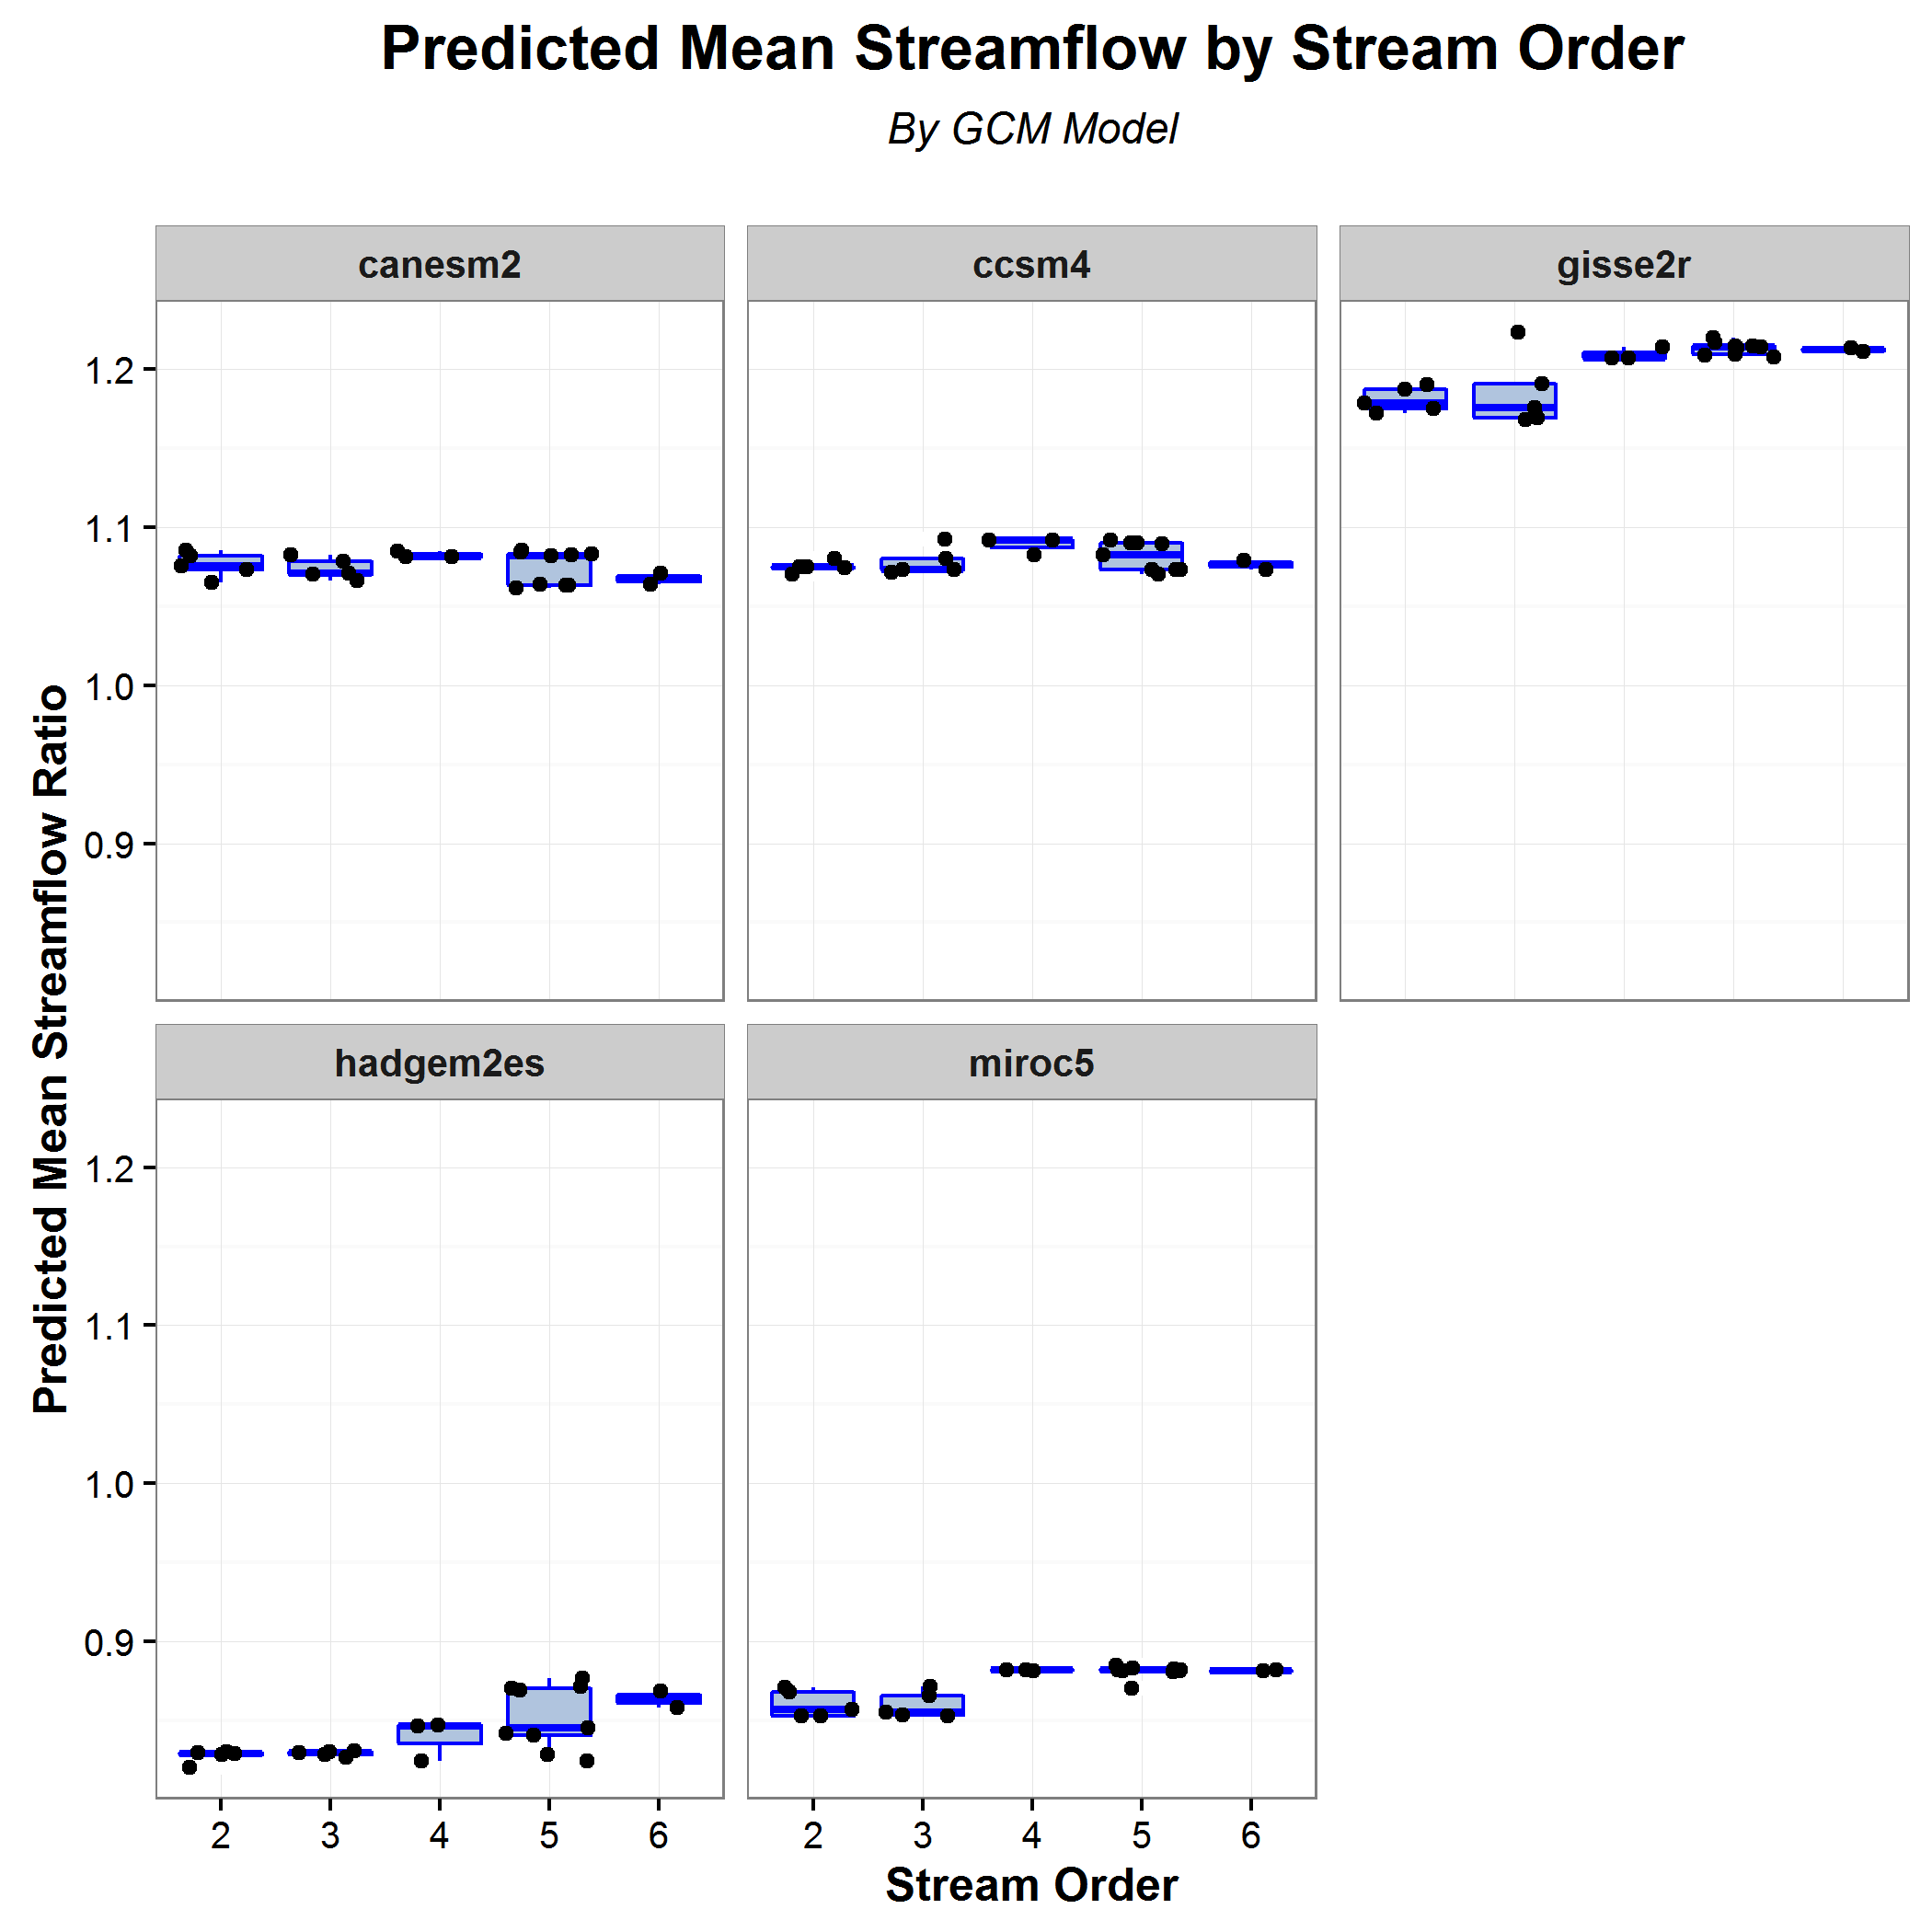 Predicted Mean Streamflow by Stream Order
By GCM Model
canesm2
ccsm4
gisse2r
1.2
1.1
1.0
0.9
Predicted Mean Streamflow Ratio
hadgem2es
miroc5
1.2
1.1
1.0
0.9
2 3 4 5 6
2 3 4 5 6
Stream Order